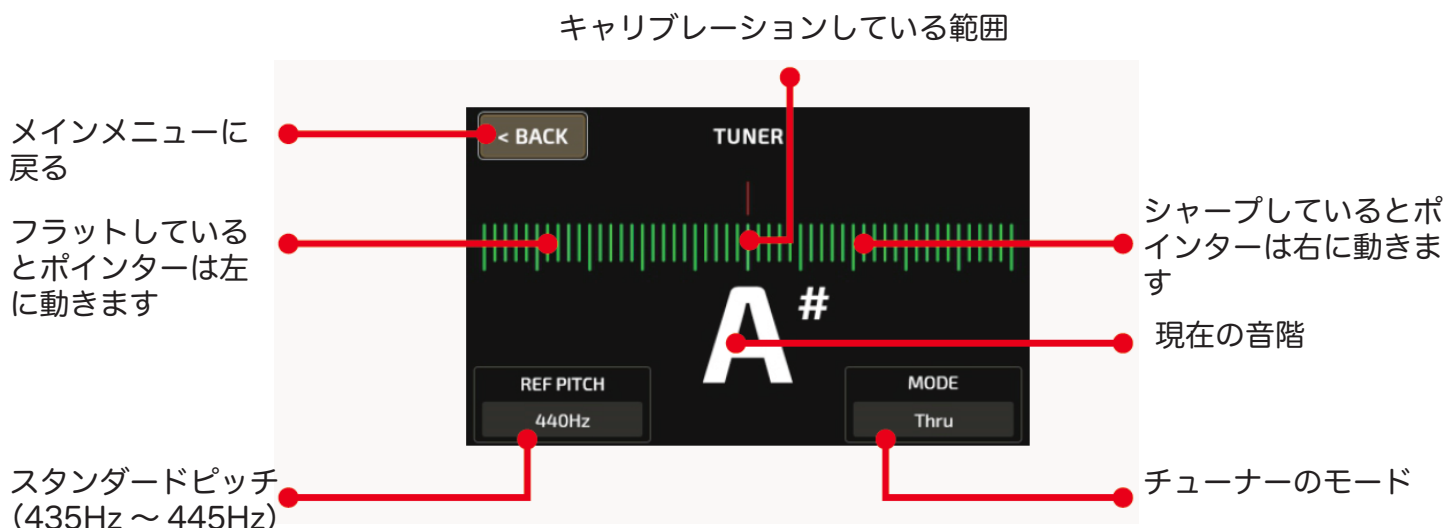 キャリブレーションしている範囲
メインメニューに
戻る
< BACK
TUNER
フラットしている
とポインターは左
に動きます
シャープしているとポ
インターは右に動きま
す
A#
現在の音階
REF PITCH
440Hz
MODE
Thru
スタンダードピッチ
(435Hz ～ 445Hz)
チューナーのモード